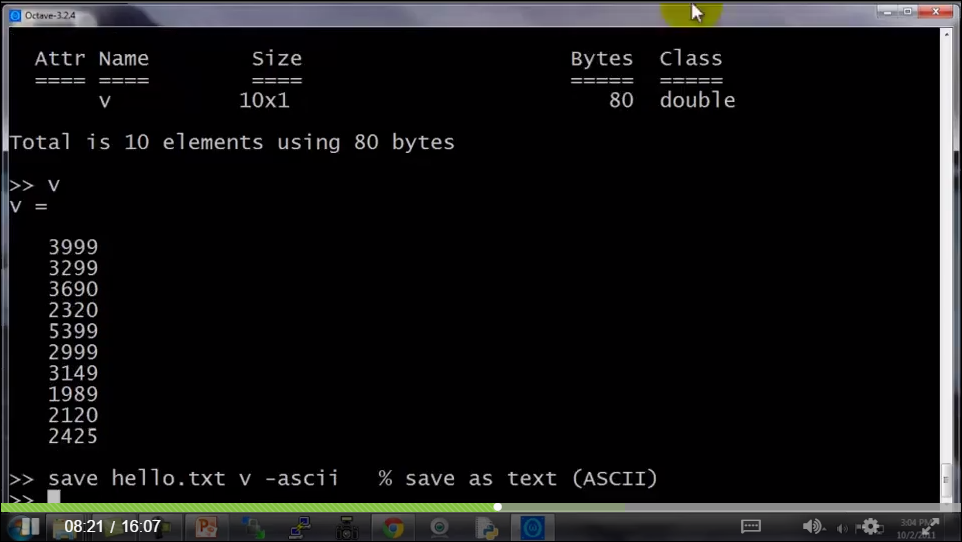 Octave-3.2.4
Attr Name Size Bytes Class
==== ==== ==== ===== =====
v 10x1 80 double
Total is 10 elements using 80 bytes
>> v
v =
3999
3299
3690
2320
5399
2999
3149
1989
2120
2425
>> save hello.txt v -ascii % save as text (ASCII)
>>
08:21 / 16:07
3:04 PM
10/2/2011